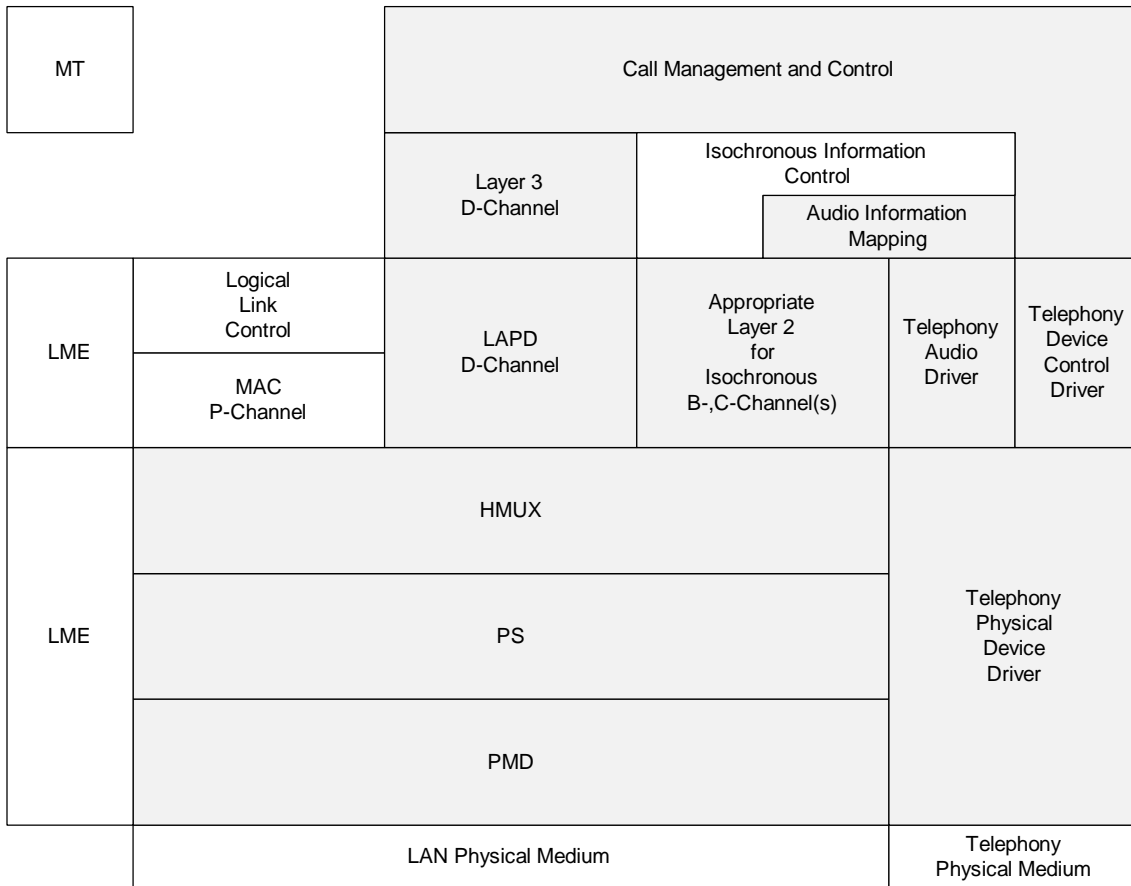 MT
Call Management and Control
Layer 3
D-Channel
Isochronous Information
Control
Audio Information
Mapping
LME
Logical
Link
Control
MAC
P-Channel
LAPD
D-Channel
Appropriate
Layer 2
for
Isochronous
B-,C-Channel(s)
Telephony
Audio
Driver
Telephony
Device
Control
Driver
LME
HMUX
PS
PMD
Telephony
Physical
Device
Driver
LAN Physical Medium
Telephony
Physical Medium